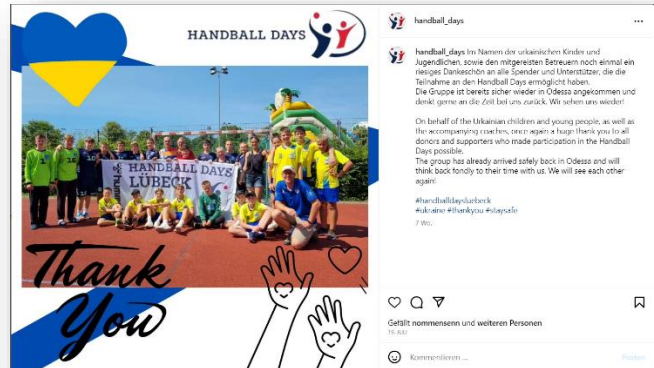 HANDBALL DAYS
HANDBALL DAYS
LÜBECK
Thank
You
handball_days
handball_days Im Namen der urkainischen Kinder und
Jugendlichen, sowie den mitgereisten Betreuern noch einmal ein
riesiges Dankeschön an alle Spender und Unterstützer, die die
Teilnahme an den Handball Days ermöglicht haben.
Die Gruppe ist bereits sicher wieder in Odessa angekommen und
denkt gerne an die Zeit bei uns zurück. Wir sehen uns wieder!
On behalf of the Urkainian children and young people, as well as
the accompanying coaches, once again a huge thank you to all
donors and supporters who made participation in the Handball
Days possible.
The group has already arrived safely back in Odessa and will
think back fondly to their time with us. We will see each other
again!
#handballdaysluebeck
#ukraine #thankyou #staysafe
7 Wo.
Gefällt nommensenn und weiteren Personen
15. JULI
Kommentieren ...
Posten